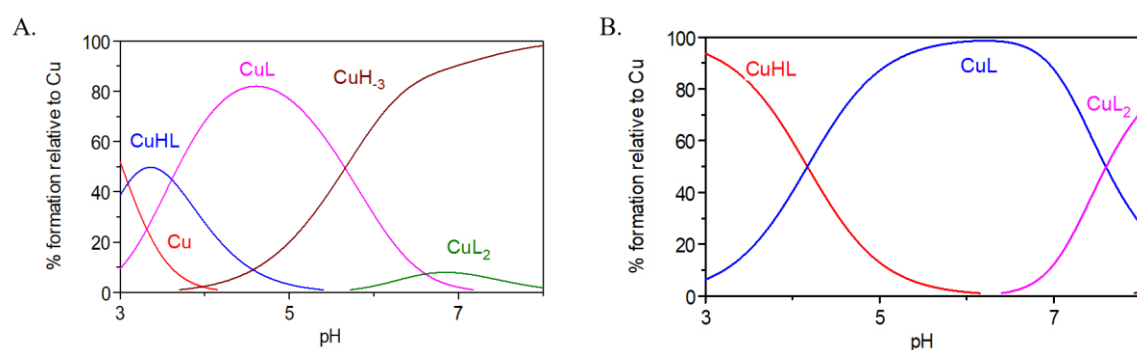 A.
% formation relative to Cu
100
80
60
40
20
0
CuHL
Cu
CuL
CuH-3
CuL2
3
5
7
pH
B.
% formation relative to Cu
100
80
60
40
20
0
CuHL
CuL
CuL2
3
5
7
pH